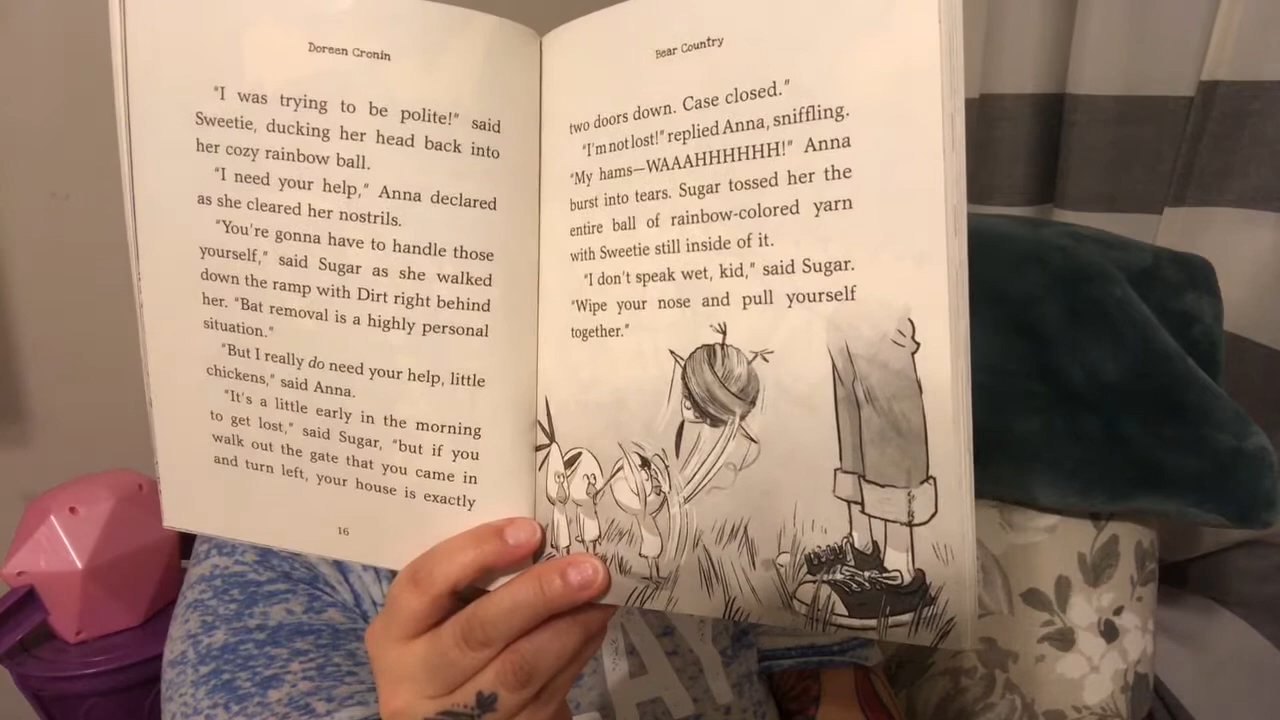 Doreen Cronin
"I was trying to be polite!" said
Sweetie, ducking her head back into
her cozy rainbow ball.
"I need your help," Anna declared
as she cleared her nostrils.
"You're gonna have to handle those
yourself," said Sugar as she walked
down the ramp with Dirt right behind
her. "Bat removal is a highly personal
situation."
"But I really do need your help, little
chickens," said Anna.
"It's a little early in the morning
to get lost," said Sugar, "but if you
walk out the gate that you came in
and turn left, your house is exactly
16
Bear Country
two doors down. Case closed."
"I'm not lost!" replied Anna, sniffling.
"My hams—WAAAHHHHHH!" Anna
burst into tears. Sugar tossed her the
entire ball of rainbow-colored yarn
with Sweetie still inside of it.
"I don't speak wet, kid," said Sugar.
"Wipe your nose and pull yourself
together."
AY